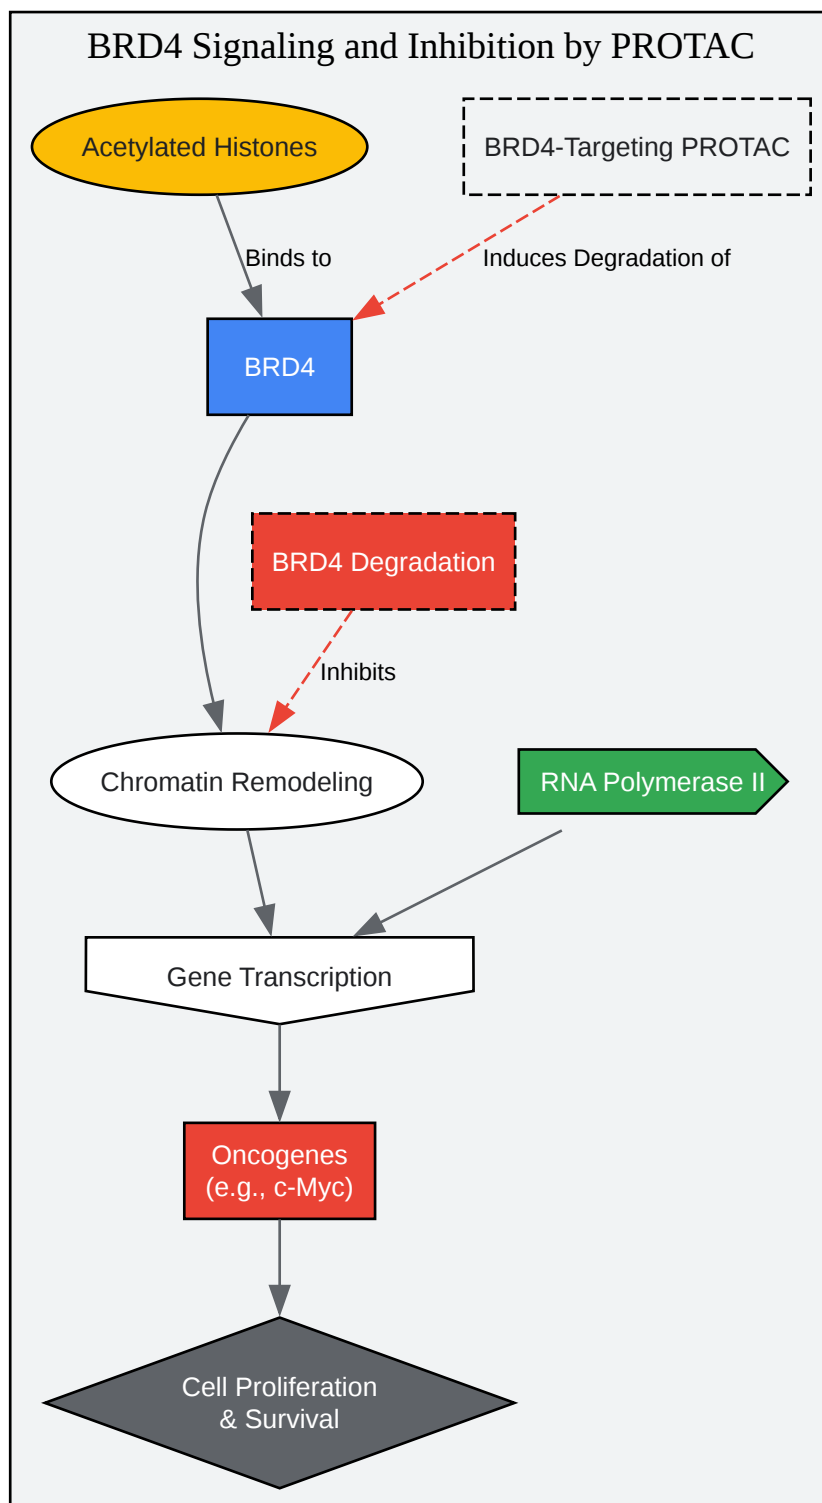 BRD4 Signaling and Inhibition by PROTAC
Acetylated Histones
BRD4-Targeting PROTAC
Binds to
Induces Degradation of
BRD4
BRD4 Degradation
Inhibits
Chromatin Remodeling
RNA Polymerase II
Gene Transcription
Oncogenes
(e.g., c-Myc)
Cell Proliferation
& Survival